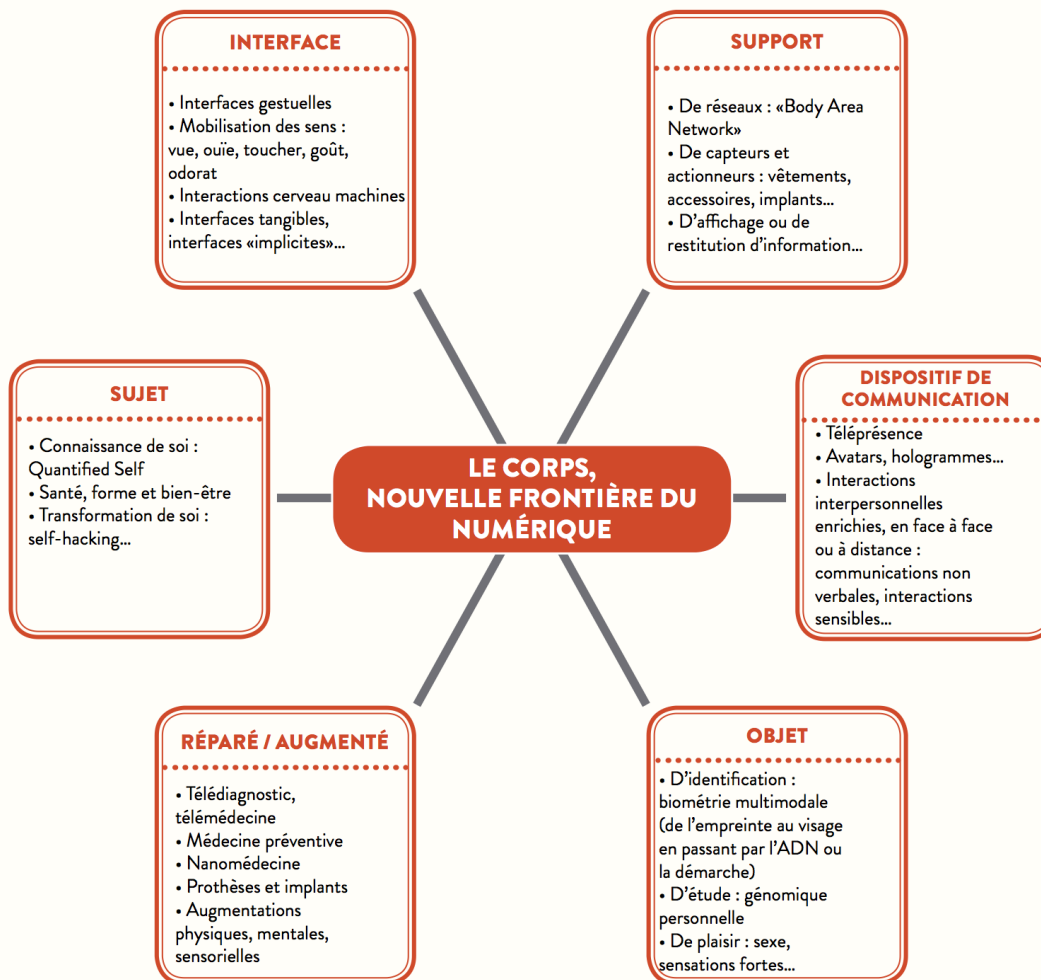 INTERFACE
• Interfaces gestuelles
• Mobilisation des sens :
vue, ouïe, toucher, goût,
odorat
• Interactions cerveau machines
• Interfaces tangibles,
interfaces «implicites»…
SUPPORT
• De réseaux : «Body Area
Network»
• De capteurs et
actionneurs : vêtements,
accessoires, implants…
• D’affichage ou de
restitution d’information…
SUJET
• Connaissance de soi :
Quantified Self
• Santé, forme et bien-être
• Transformation de soi :
self-hacking…
LE CORPS,
NOUVELLE FRONTIÈRE DU
NUMÉRIQUE
DISPOSITIF DE
COMMUNICATION
• Téléprésence
• Avatars, hologrammes…
• Interactions
interpersonnelles
enrichies, en face à face
ou à distance :
communications non
verbales, interactions
sensibles…
RÉPARÉ / AUGMENTÉ
• Télédiagnostic,
télémédecine
• Médecine préventive
• Nanomédecine
• Prothèses et implants
• Augmentations
physiques, mentales,
sensorielles
OBJET
• D’identification :
biométrie multimodale
(de l’empreinte au visage
en passant par l’ADN ou
la démarche)
• D’étude : génomique
personnelle
• De plaisir : sexe,
sensations fortes…